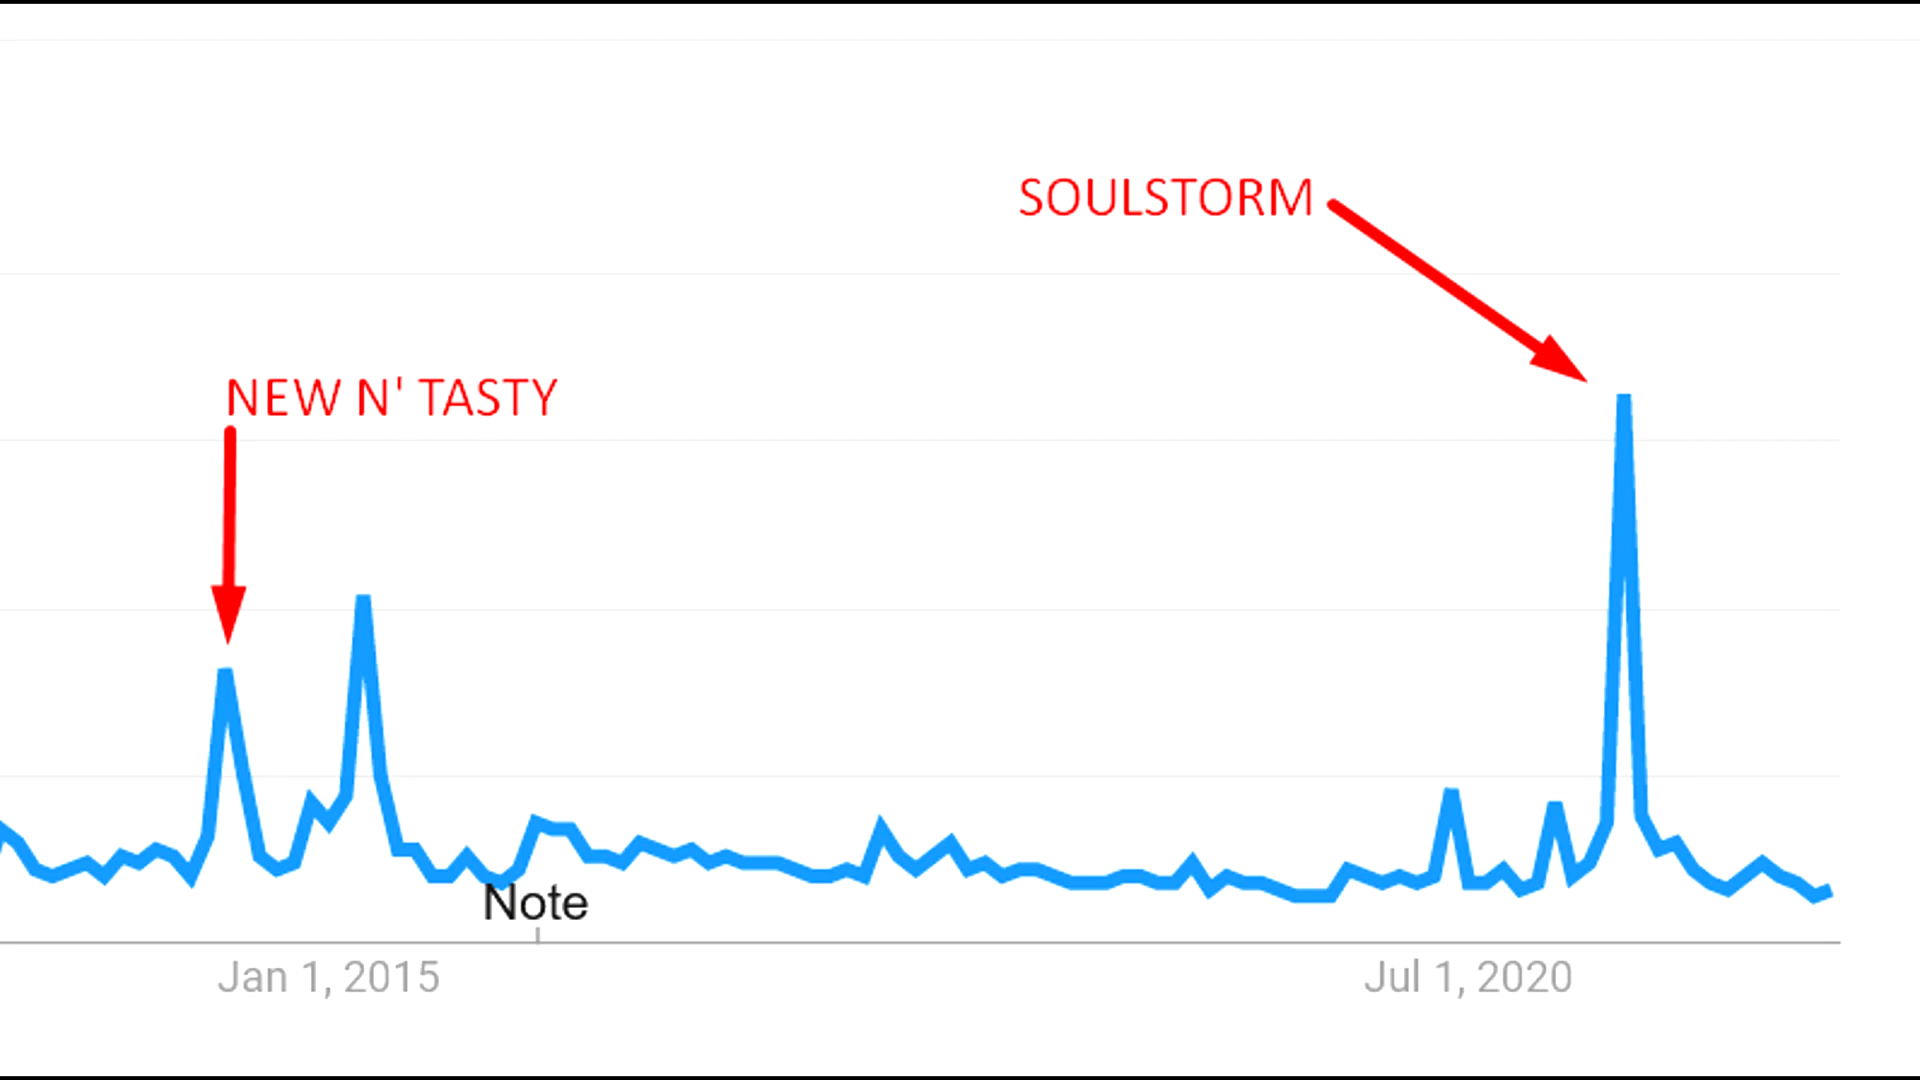 SOULSTORM
NEW N' TASTY
Note
Jan 1, 2015
Jul 1, 2020